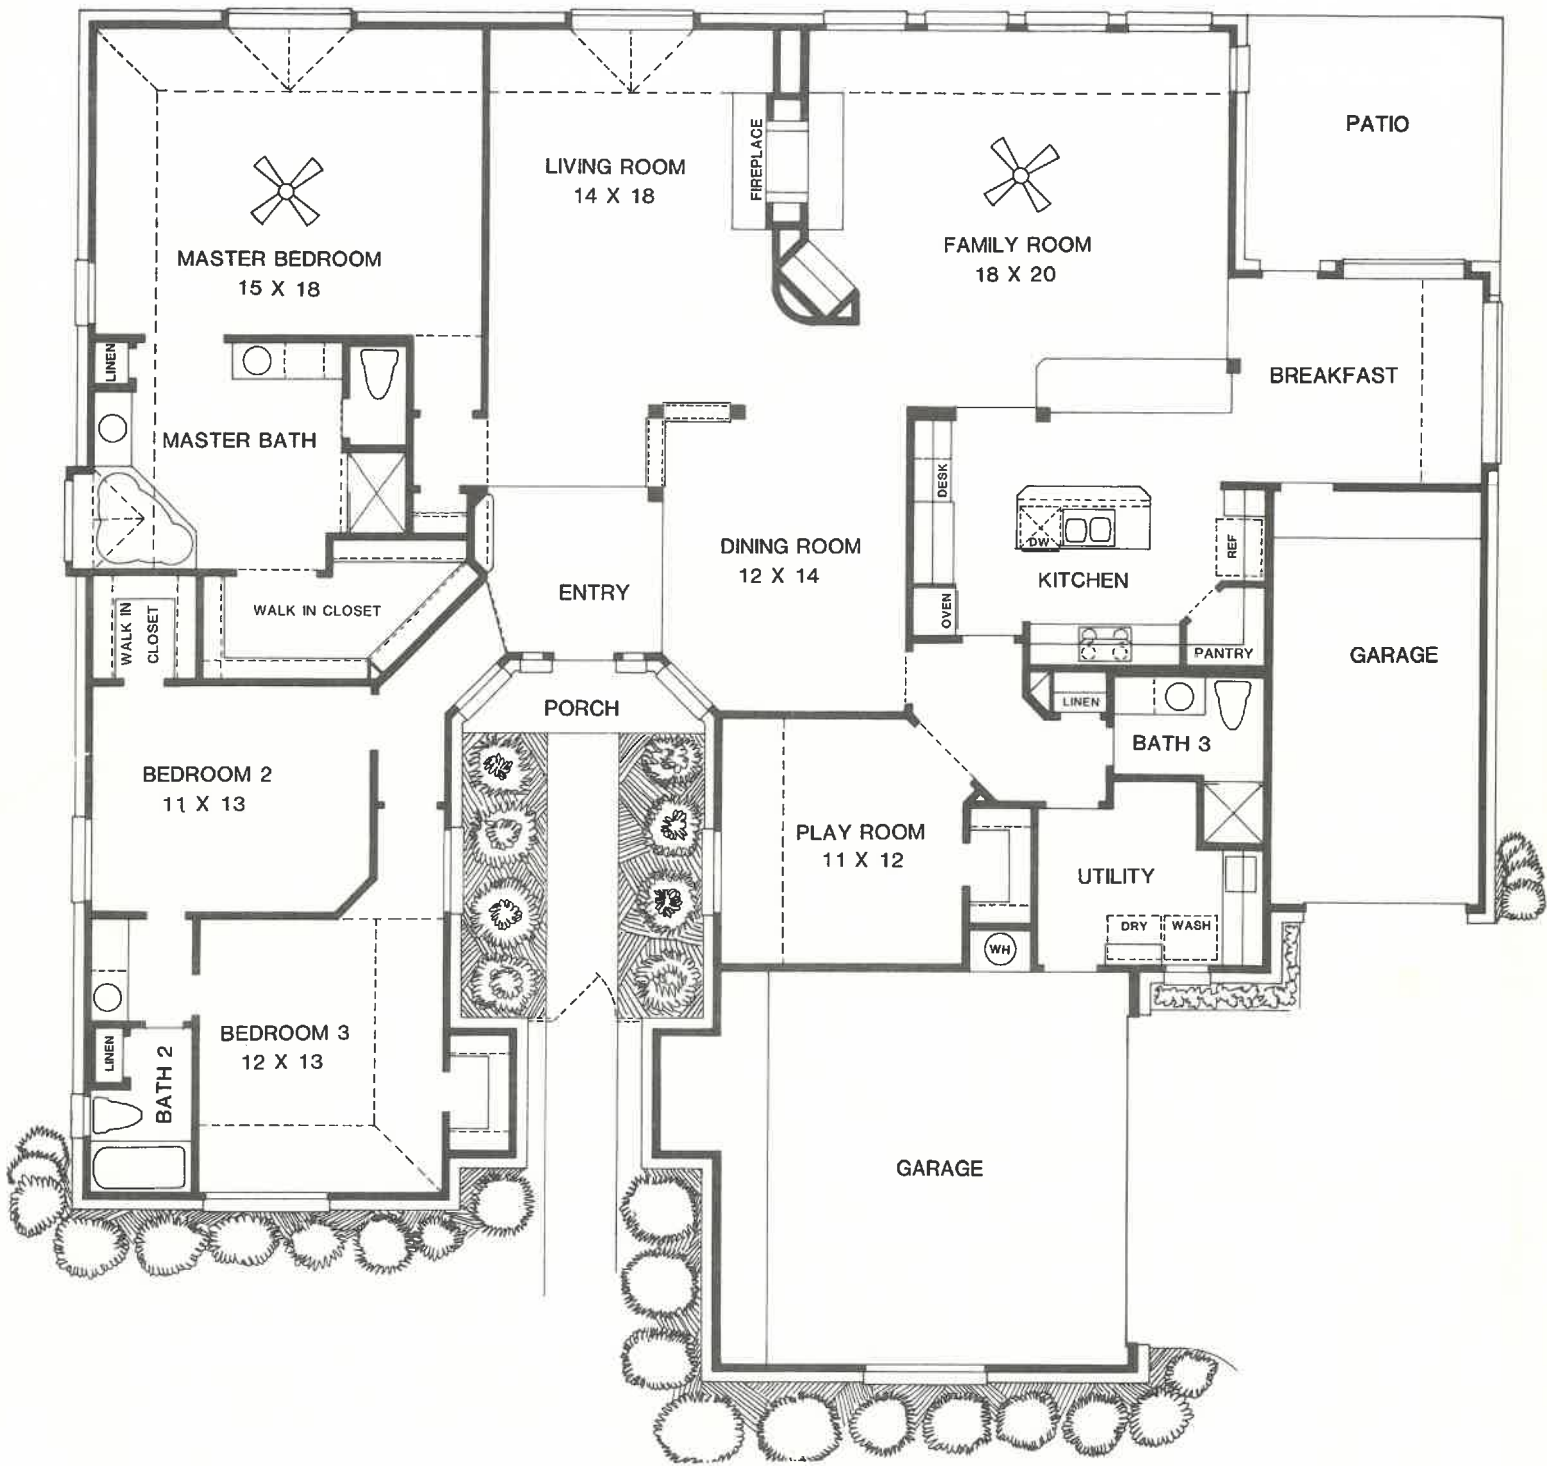 PATIO
LIVING ROOM
14 X 18
FIREPLACE
FAMILY ROOM
18 X 20
MASTER BEDROOM
15 X 18
LINEN
BREAKFAST
MASTER BATH
DESK
DW
REF
DINING ROOM
12 X 14
KITCHEN
ENTRY
WALK IN CLOSET
WALK IN
CLOSET
OVEN
PANTRY
GARAGE
PORCH
LINEN
BATH 3
BEDROOM 2
11 X 13
PLAY ROOM
11 X 12
UTILITY
DRY
WASH
WH
BEDROOM 3
12 X 13
LINEN
BATH 2
GARAGE